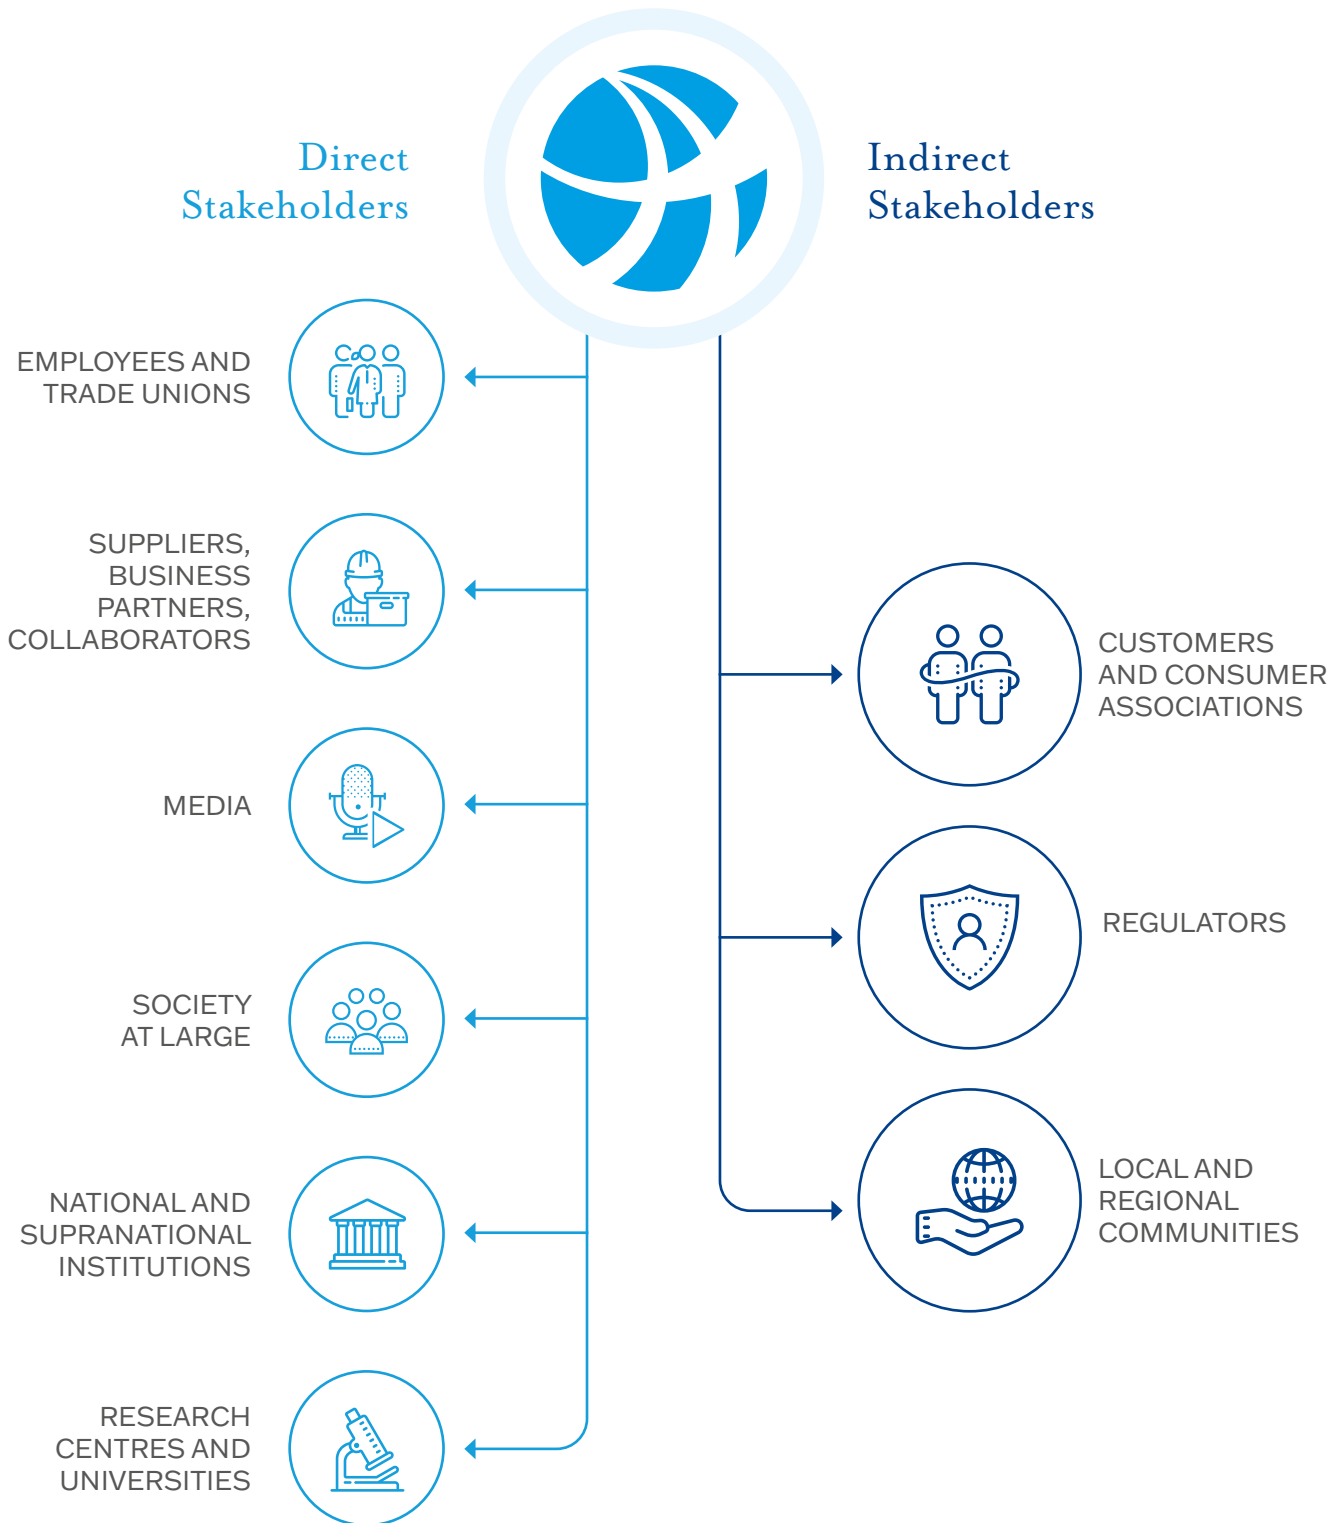 Direct
Stakeholders
EMPLOYEES AND
TRADE UNIONS
SUPPLIERS,
BUSINESS
PARTNERS,
COLLABORATORS
MEDIA
SOCIETY
AT LARGE
NATIONAL AND
SUPRANATIONAL
INSTITUTIONS
RESEARCH
CENTRES AND
UNIVERSITIES
Indirect
Stakeholders
CUSTOMERS
AND CONSUMER
ASSOCIATIONS
REGULATORS
LOCAL AND
REGIONAL
COMMUNITIES